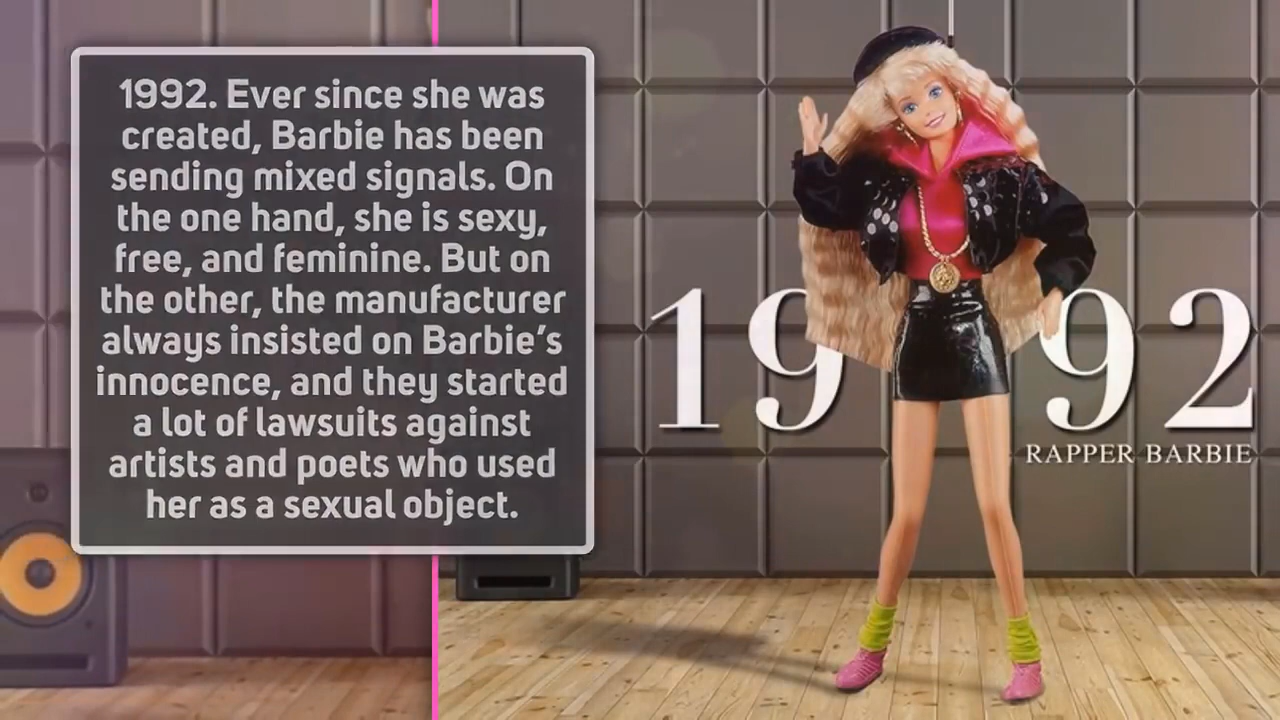 1992. Ever since she was
created, Barbie has been
sending mixed signals. On
the one hand, she is sexy,
free, and feminine. But on
the other, the manufacturer
always insisted on Barbie’s
innocence, and they started
a lot of lawsuits against
artists and poets who used
her as a sexual object.
1992
RAPPER BARBIE